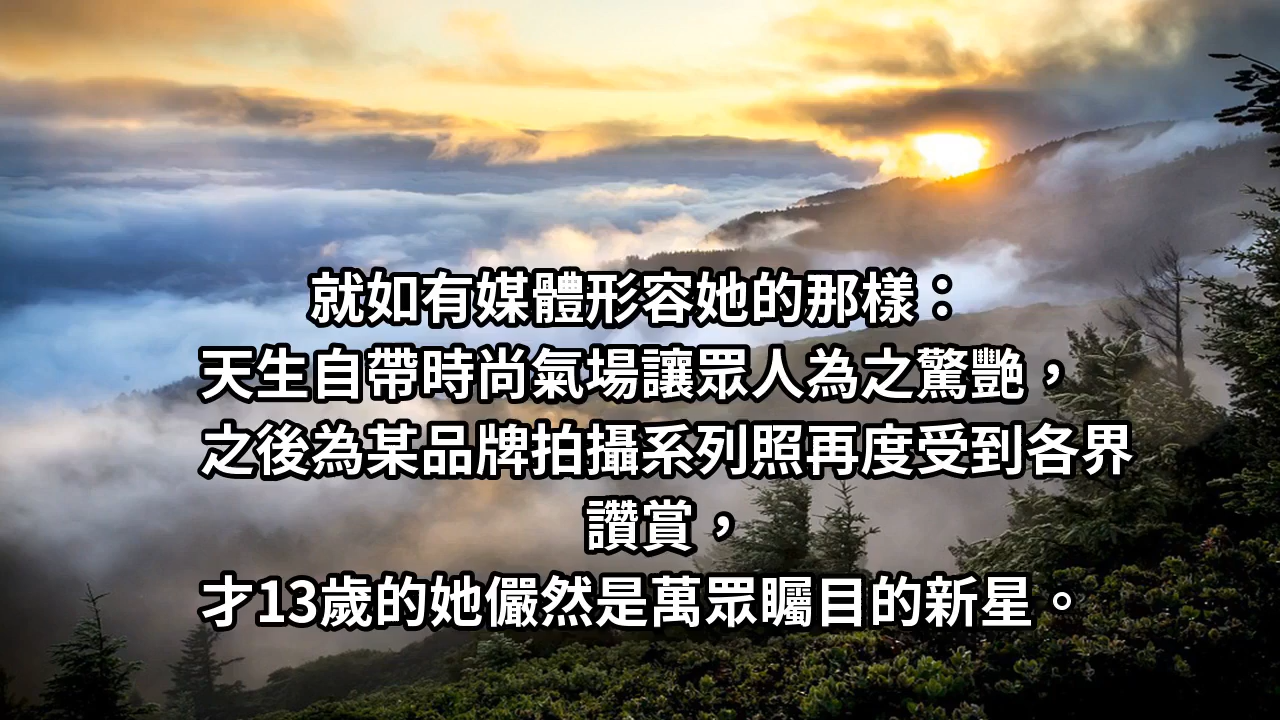 就如有媒體形容她的那樣：
天生自帶時尚氣場讓眾人為之驚艷，
之後為某品牌拍攝系列照再度受到各界
讚賞，
才13歲的她儼然是萬眾矚目的新星。